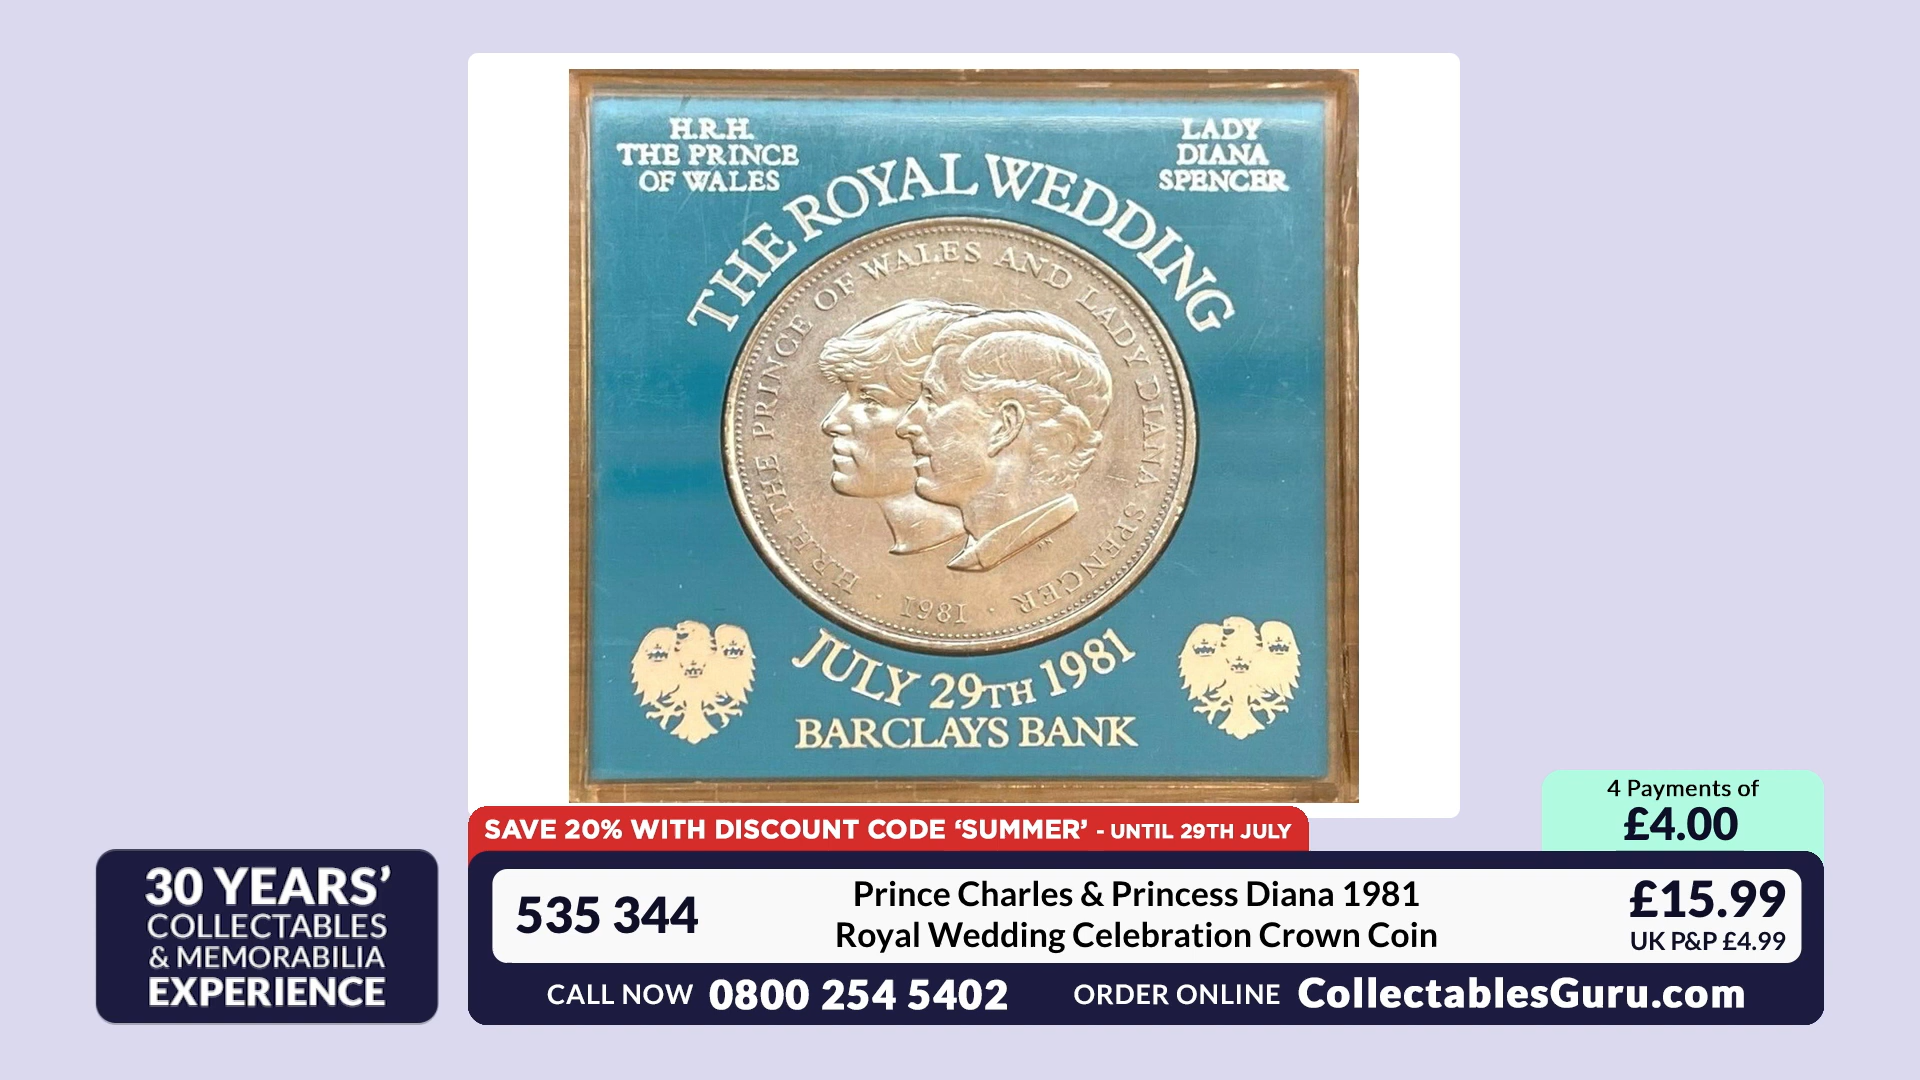 H.R.H.
THE PRINCE
OF WALES
LADY
DIANA
SPENCER
THE ROYAL WEDDING
H.R.H. THE PRINCE OF WALES AND LADY DIANA SPENCER
· 1981 ·
JULY 29TH 1981
BARCLAYS BANK
SAVE 20% WITH DISCOUNT CODE ‘SUMMER’ - UNTIL 29TH JULY
4 Payments of
£4.00
30 YEARS’
COLLECTABLES
& MEMORABILIA
EXPERIENCE
535 344
Prince Charles & Princess Diana 1981
Royal Wedding Celebration Crown Coin
£15.99
UK P&P £4.99
CALL NOW 0800 254 5402
ORDER ONLINE CollectablesGuru.com